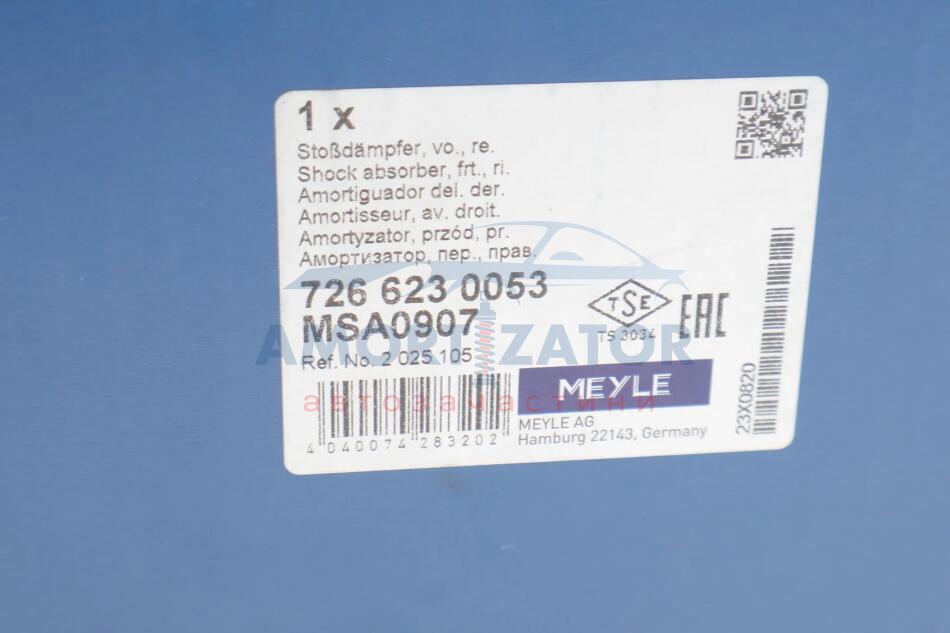 1 x
Stoßdämpfer, vo., re.
Shock absorber, frt., ri.
Amortiguador del. der.
Amortisseur, av. droit.
Amortyzator, przód, pr.
Амортизатор, пер., прав.
726 623 0053
MSA0907
Ref. No. 2 025 105
4 040074 283202
TSE
TS 3034
EAC
MEYLE
MEYLE AG
Hamburg 22143, Germany
23X0820
AMORTIZATOR
автозапчастини